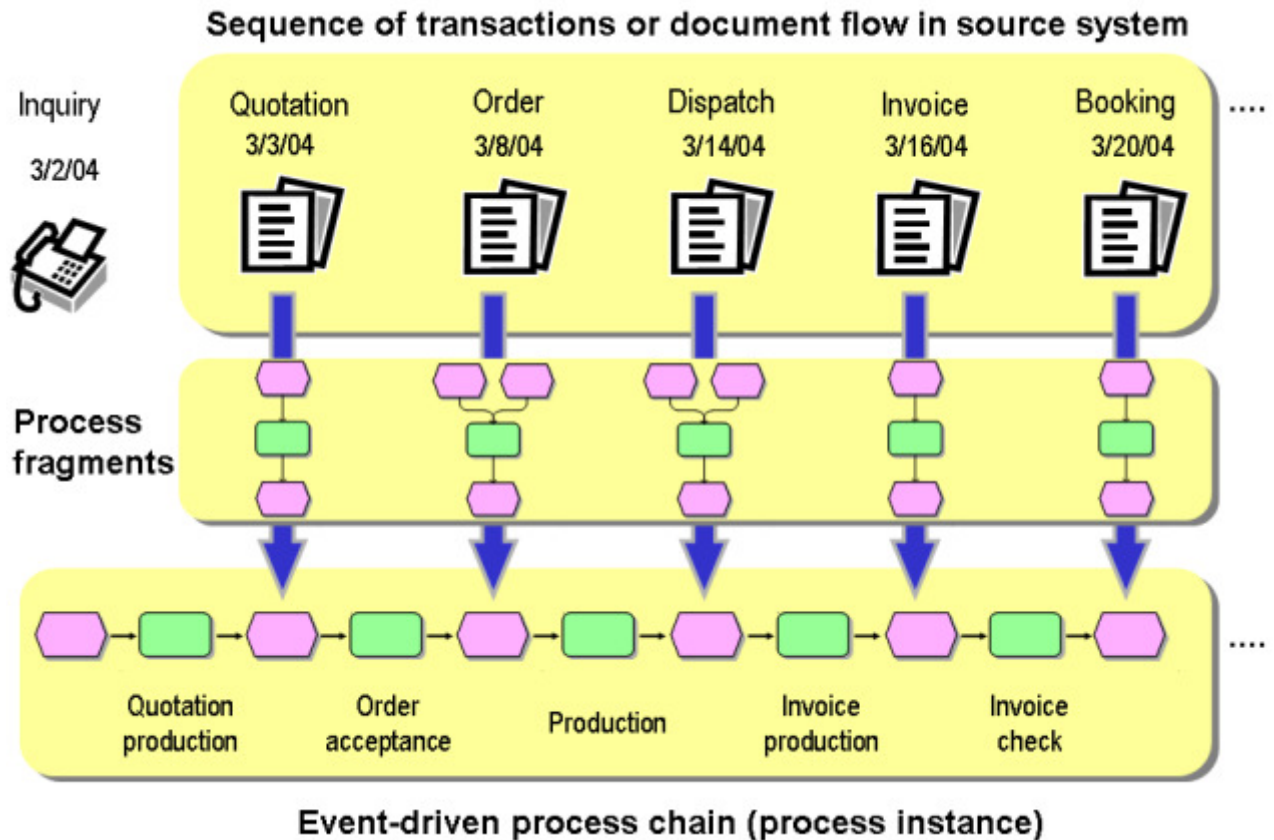 Sequence of transactions or document flow in source system
Inquiry
3/2/04
Quotation
3/3/04
Order
3/8/04
Dispatch
3/14/04
Invoice
3/16/04
Booking
3/20/04
....
Process
fragments
....
Quotation
production
Order
acceptance
Production
Invoice
production
Invoice
check
Event-driven process chain (process instance)